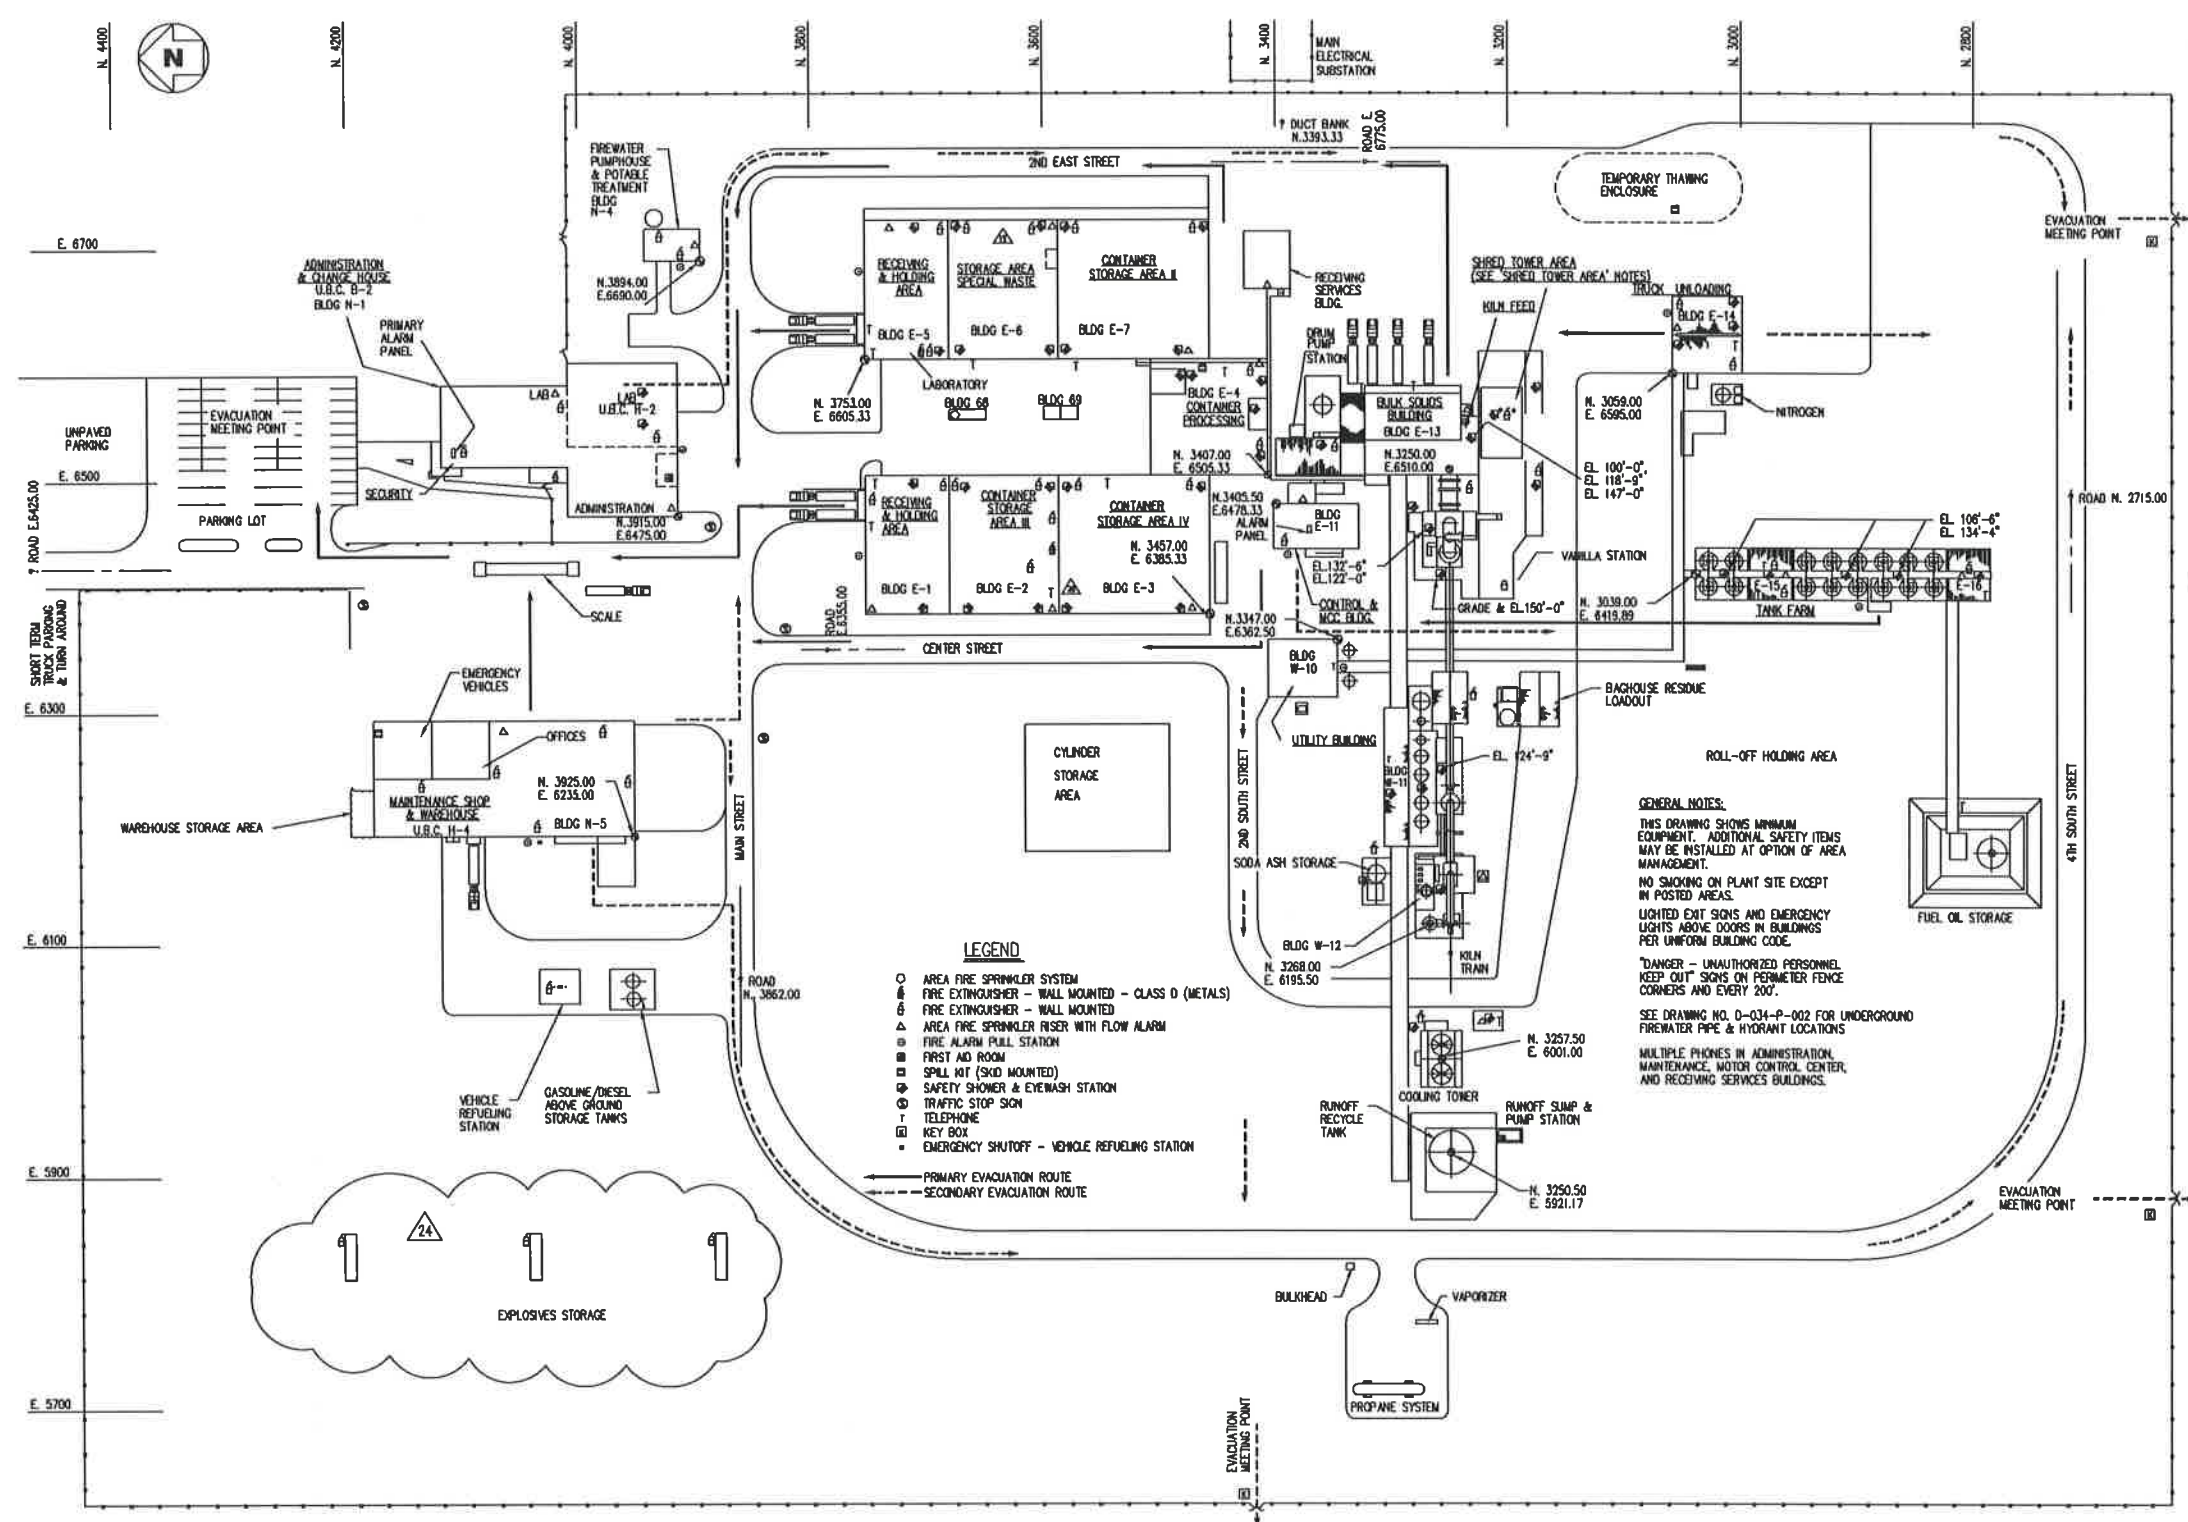 N. 4400
N. 4200
N. 4000
N. 3800
N. 3600
N. 3400
N. 3200
N. 3000
N. 2800
N
MAIN
ELECTRICAL
SUBSTATION
DUCT BANK
N.3393.33
ROAD E.
6775.00
2ND EAST STREET
FIREWATER
PUMPHOUSE
& POTABLE
TREATMENT
BLDG
N-4
N.3894.00
E.6690.00
E. 6700
ADMINISTRATION
& CHANGE HOUSE
U.B.C. B-2
BLDG N-1
PRIMARY
ALARM
PANEL
TEMPORARY THAWING
ENCLOSURE
EVACUATION
MEETING POINT
K
RECEIVING
& HOLDING
AREA
BLDG E-5
STORAGE AREA
SPECIAL WASTE
BLDG E-6
CONTAINER
STORAGE AREA II
BLDG E-7
RECEIVING
SERVICES
BLDG.
SHRED TOWER AREA
(SEE 'SHRED TOWER AREA' NOTES)
TRUCK UNLOADING
BLDG E-14
KILN FEED
DRUM
PUMP
STATION
LABORATORY
BLDG 68
BLDG 69
N. 3753.00
E. 6605.33
BLDG E-4
CONTAINER
PROCESSING
BULK SOLIDS
BUILDING
BLDG E-13
N. 3059.00
E. 6595.00
NITROGEN
LAB
LAB
U.B.C. H-2
UNPAVED
PARKING
EVACUATION
MEETING POINT
E. 6500
SECURITY
PARKING LOT
ROAD E.6425.00
ADMINISTRATION
N.3915.00
E.6475.00
N. 3407.00
E. 6505.33
N.3250.00
E.6510.00
EL. 100'-0",
EL. 118'-9"
EL. 147'-0"
ROAD N. 2715.00
RECEIVING
& HOLDING
AREA
BLDG E-1
CONTAINER
STORAGE
AREA III
BLDG E-2
CONTAINER
STORAGE AREA IV
N. 3457.00
E. 6385.33
BLDG E-3
N.3405.50
E.6478.33
ALARM
PANEL
BLDG
E-11
EL.132'-6"
EL.122'-0"
VANILLA STATION
EL. 106'-6"
EL. 134'-4"
E-15
E-16
TANK FARM
N. 3039.00
E. 6419.89
GRADE & EL.150'-0"
CONTROL &
MCC BLDG.
N.3347.00
E.6362.50
SHORT TERM
TRUCK PARKING
& TURN AROUND
SCALE
ROAD
E.6355.00
CENTER STREET
BLDG
W-10
UTILITY BUILDING
BAGHOUSE RESIDUE
LOADOUT
EMERGENCY
VEHICLES
E. 6300
OFFICES
N. 3925.00
E. 6235.00
MAINTENANCE SHOP
& WAREHOUSE
U.B.C. H-4
BLDG N-5
WAREHOUSE STORAGE AREA
MAIN STREET
CYLINDER
STORAGE
AREA
2ND SOUTH STREET
EL. 124'-9"
BLDG
W-11
ROLL-OFF HOLDING AREA
4TH SOUTH STREET
GENERAL NOTES:
THIS DRAWING SHOWS MINIMUM
EQUIPMENT. ADDITIONAL SAFETY ITEMS
MAY BE INSTALLED AT OPTION OF AREA
MANAGEMENT.
NO SMOKING ON PLANT SITE EXCEPT
IN POSTED AREAS.
LIGHTED EXIT SIGNS AND EMERGENCY
LIGHTS ABOVE DOORS IN BUILDINGS
PER UNIFORM BUILDING CODE.
"DANGER - UNAUTHORIZED PERSONNEL
KEEP OUT" SIGNS ON PERIMETER FENCE
CORNERS AND EVERY 200'.
SEE DRAWING NO. D-034-P-002 FOR UNDERGROUND
FIREWATER PIPE & HYDRANT LOCATIONS
MULTIPLE PHONES IN ADMINISTRATION,
MAINTENANCE, MOTOR CONTROL CENTER,
AND RECEIVING SERVICES BUILDINGS.
FUEL OIL STORAGE
SODA ASH STORAGE
E. 6100
BLDG W-12
N. 3268.00
E. 6195.50
KILN
TRAIN
ROAD
N. 3862.00
LEGEND
AREA FIRE SPRINKLER SYSTEM
FIRE EXTINGUISHER - WALL MOUNTED - CLASS D (METALS)
FIRE EXTINGUISHER - WALL MOUNTED
AREA FIRE SPRINKLER RISER WITH FLOW ALARM
FIRE ALARM PULL STATION
FIRST AID ROOM
SPILL KIT (SKID MOUNTED)
SAFETY SHOWER & EYEWASH STATION
TRAFFIC STOP SIGN
T TELEPHONE
K KEY BOX
EMERGENCY SHUTOFF - VEHICLE REFUELING STATION
PRIMARY EVACUATION ROUTE
SECONDARY EVACUATION ROUTE
VEHICLE
REFUELING
STATION
GASOLINE/DIESEL
ABOVE GROUND
STORAGE TANKS
N. 3257.50
E. 6001.00
COOLING TOWER
RUNOFF
RECYCLE
TANK
RUNOFF SUMP &
PUMP STATION
N. 3250.50
E. 5921.17
E. 5900
EVACUATION
MEETING POINT
K
24
EXPLOSIVES STORAGE
BULKHEAD
VAPORIZER
E. 5700
PROPANE SYSTEM
EVACUATION
MEETING POINT
K